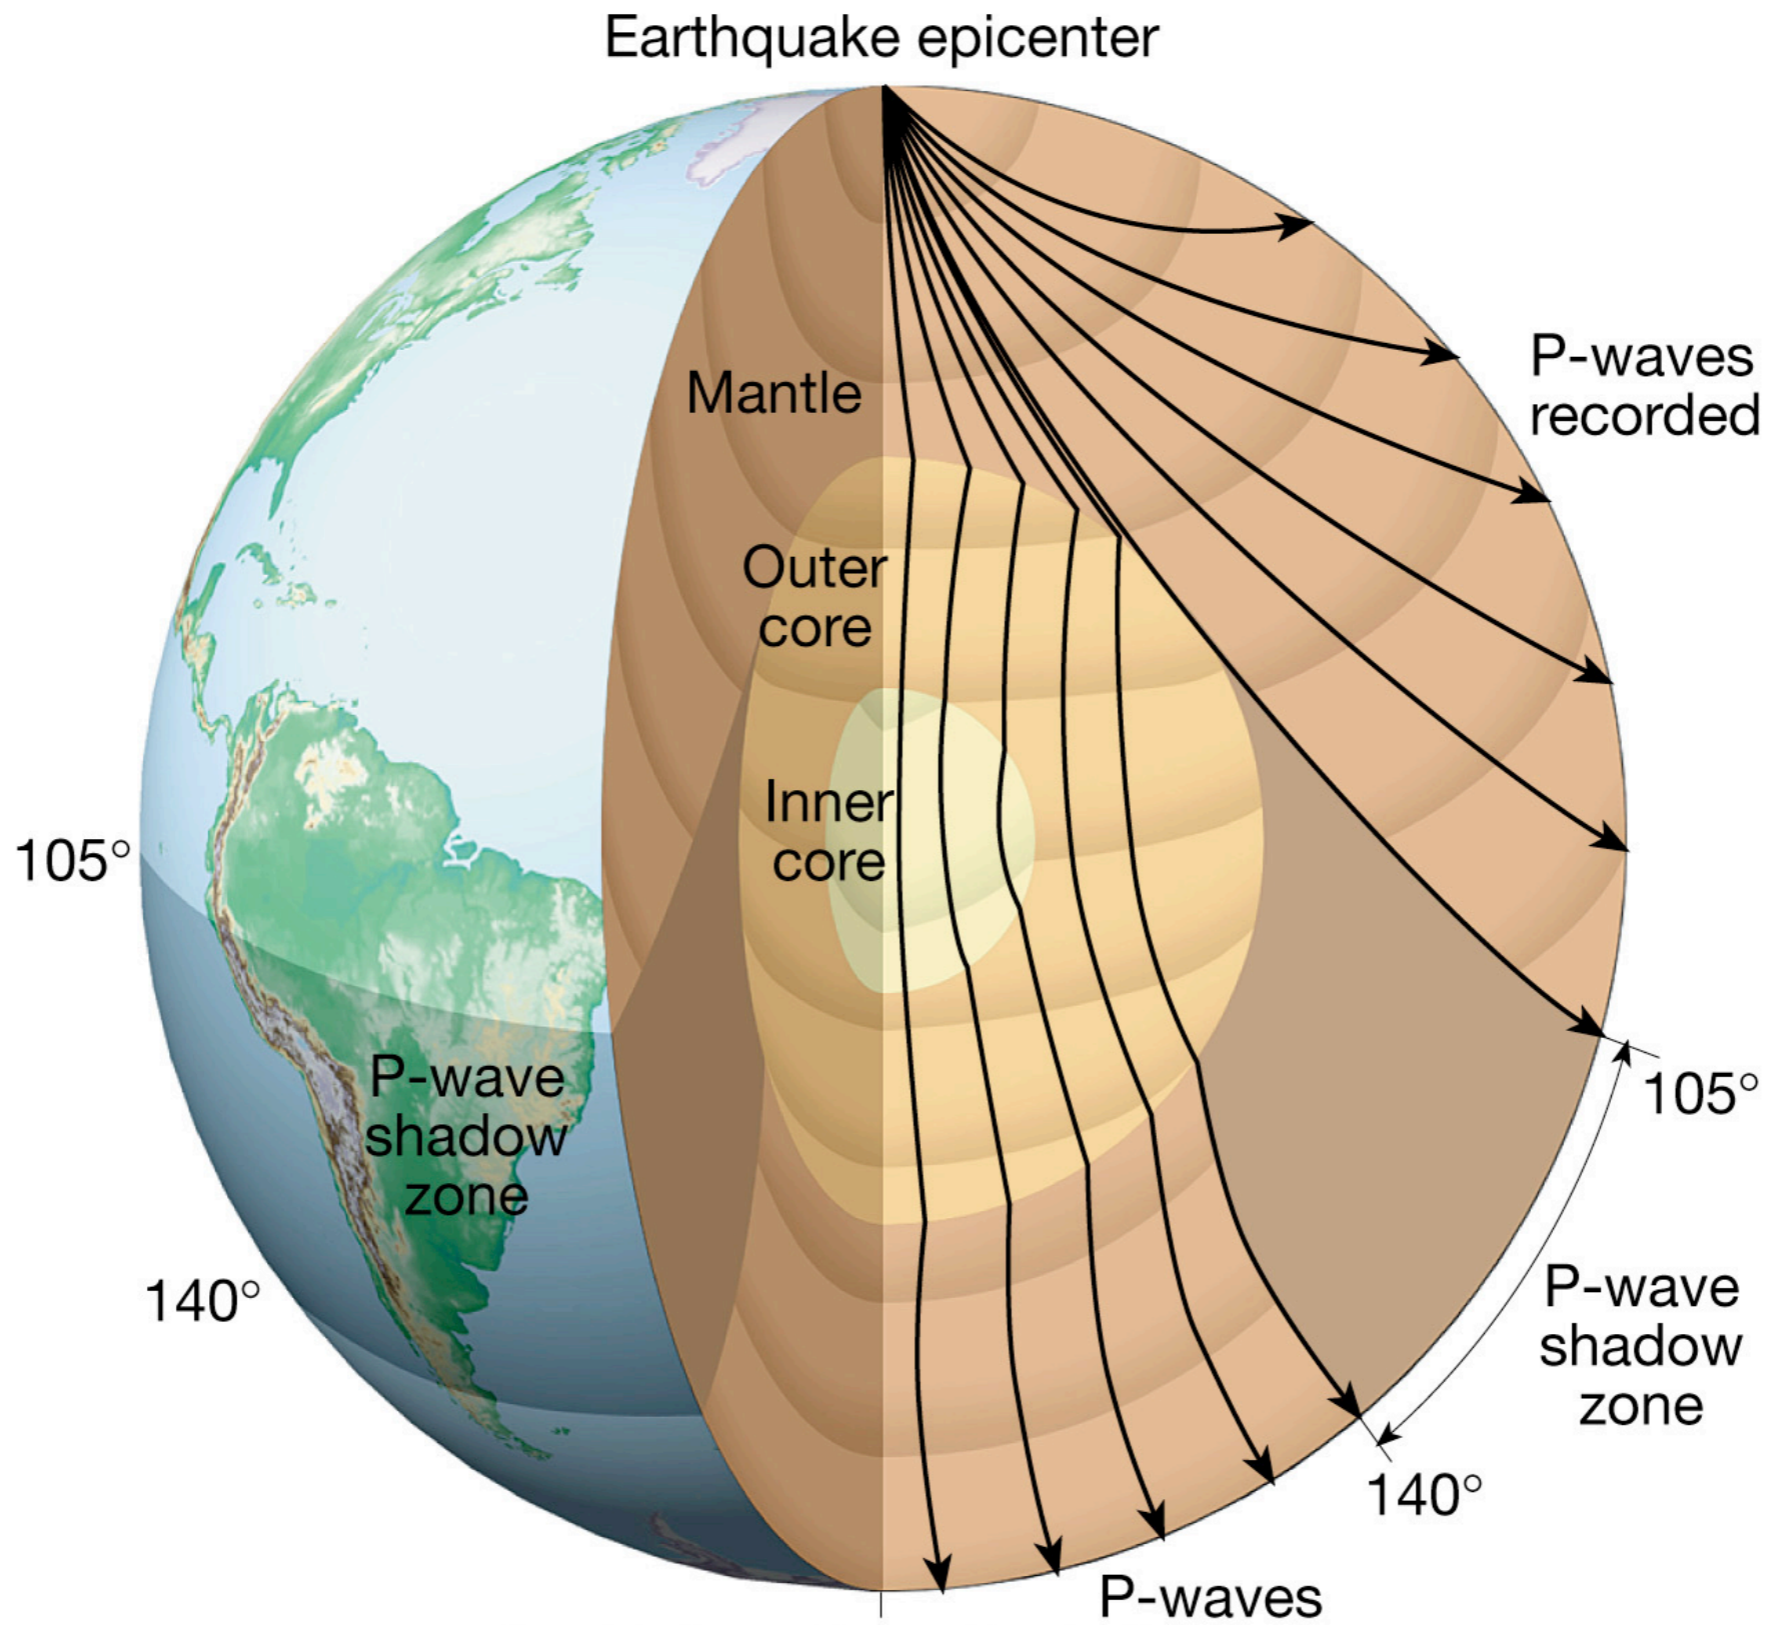 Earthquake epicenter
P-waves
recorded
Mantle
Outer
core
Inner
core
105°
P-wave
shadow
zone
105°
140°
P-wave
shadow
zone
140°
P-waves